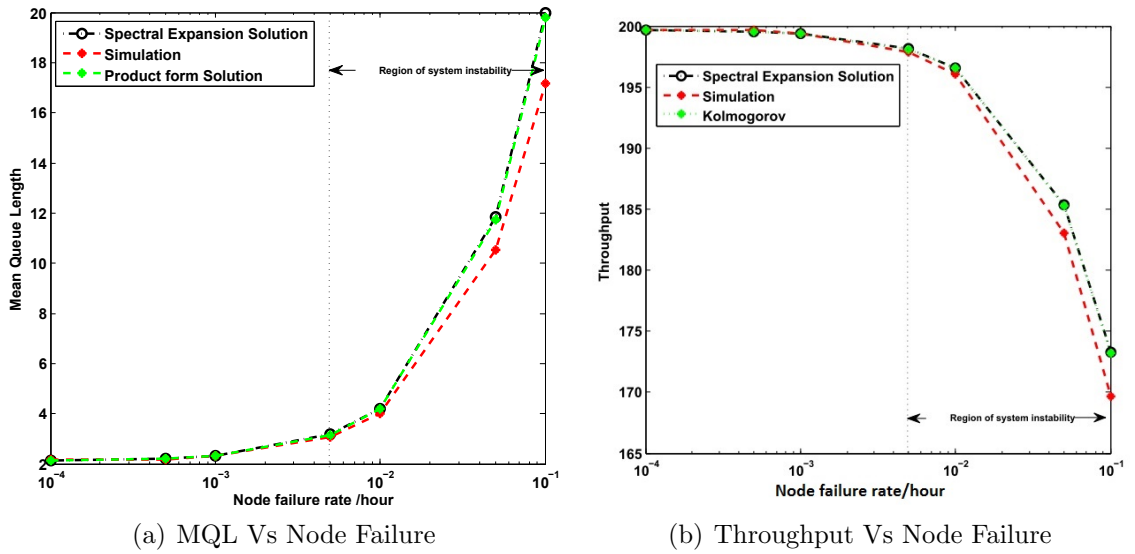 20
18
16
14
12
10
8
6
4
2
Mean Queue Length
Spectral Expansion Solution
Simulation
Product form Solution
Region of system instability
10⁻⁴
10⁻³
10⁻²
10⁻¹
Node failure rate /hour
(a) MQL Vs Node Failure
200
195
190
185
180
175
170
165
Throughput
Spectral Expansion Solution
Simulation
Kolmogorov
Region of system instability
10⁻⁴
10⁻³
10⁻²
10⁻¹
Node failure rate/hour
(b) Throughput Vs Node Failure